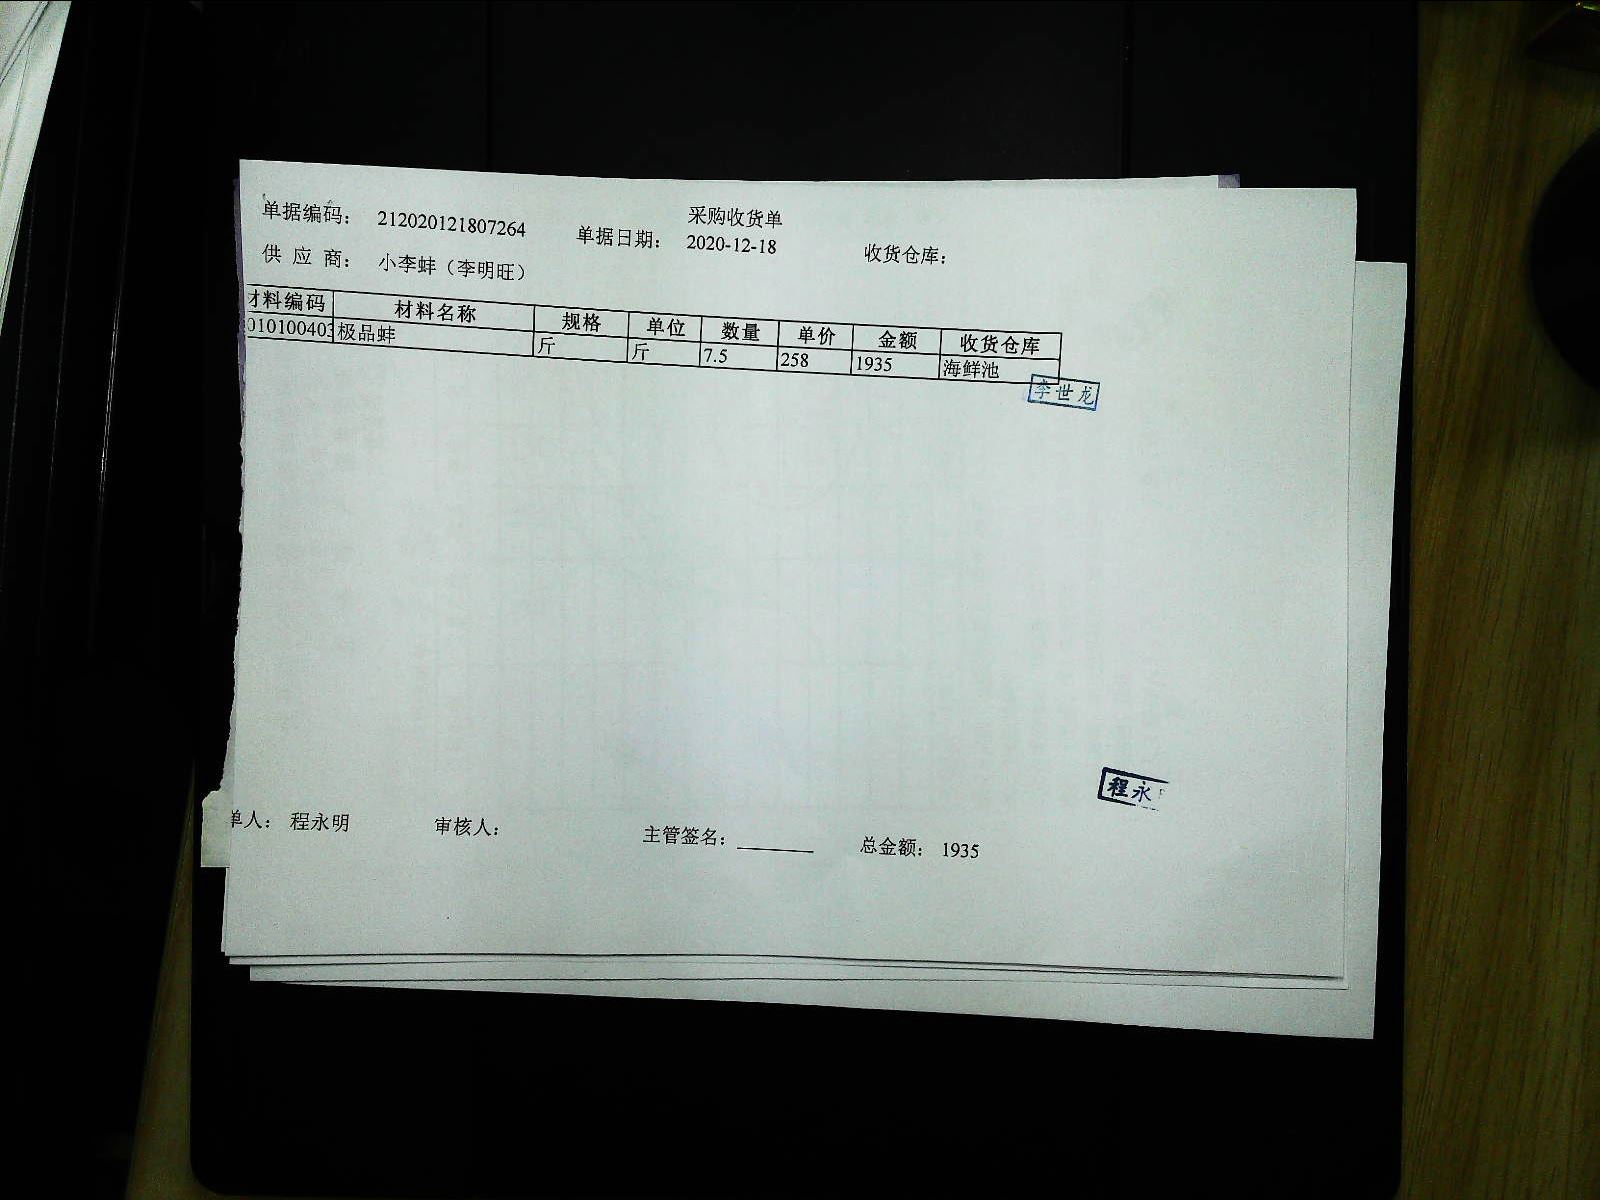 采购收货单
单据编码： 212020121807264 单据日期： 2020-12-18 收货仓库：
供 应 商： 小李蚌（李明旺）
材料编码 材料名称 规格 单位 数量 单价 金额 收货仓库
010100403 极品蚌 斤 斤 7.5 258 1935 海鲜池
李世龙
程永
单人： 程永明 审核人： 主管签名： 总金额： 1935